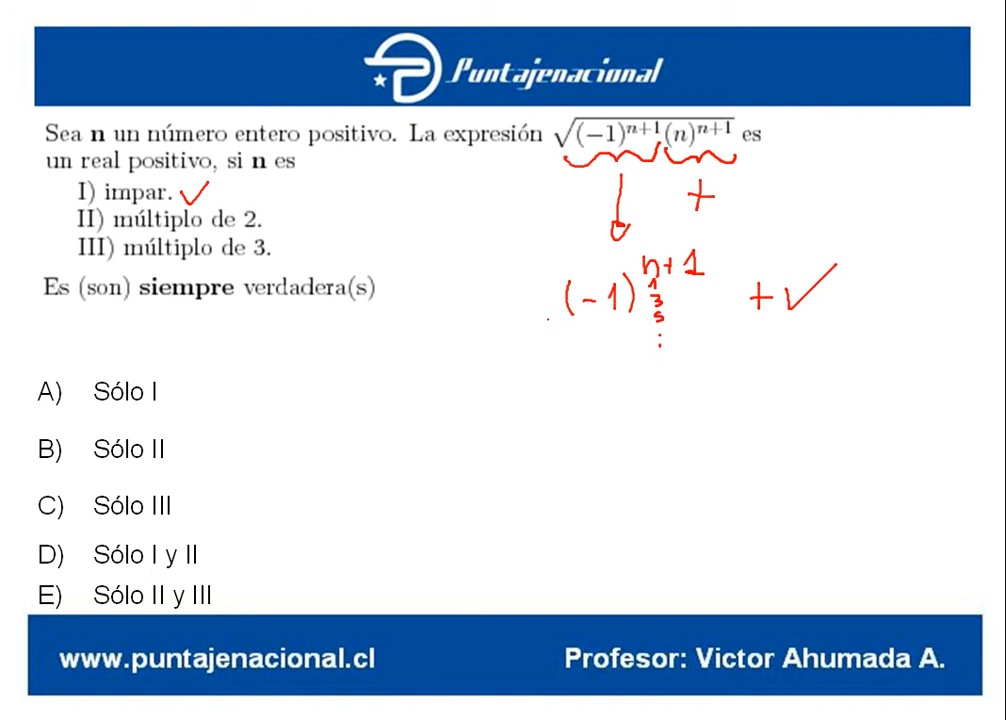 Puntajenacional
Sea n un número entero positivo. La expresión √(-1)ⁿ⁺¹(n)ⁿ⁺¹ es
un real positivo, si n es
I) impar. ✓
II) múltiplo de 2.
III) múltiplo de 3.
Es (son) siempre verdadera(s)
+
(-1)ⁿ⁺¹ + ✓
1
3
5
⋮
A) Sólo I
B) Sólo II
C) Sólo III
D) Sólo I y II
E) Sólo II y III
www.puntajenacional.cl Profesor: Victor Ahumada A.